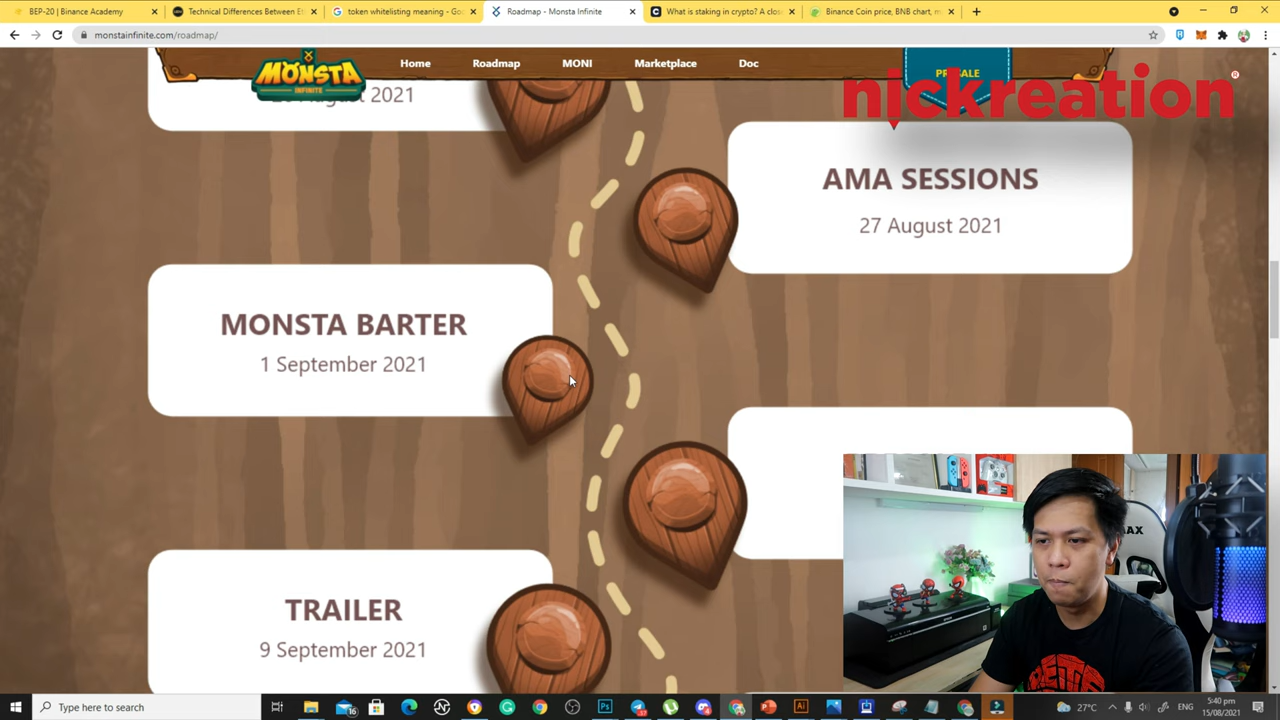 BEP-20 | Binance Academy
Technical Differences Between Et
token whitelisting meaning - Goo
Roadmap - Monsta Infinite
What is staking in crypto? A close
Binance Coin price, BNB chart, m
monstainfinite.com/roadmap/
MONSTA
INFINITE
Home
Roadmap
MONI
Marketplace
Doc
nickreation®
August 2021
AMA SESSIONS
27 August 2021
MONSTA BARTER
1 September 2021
TRAILER
9 September 2021
Type here to search
27°C
ENG
5:40 pm
15/08/2021